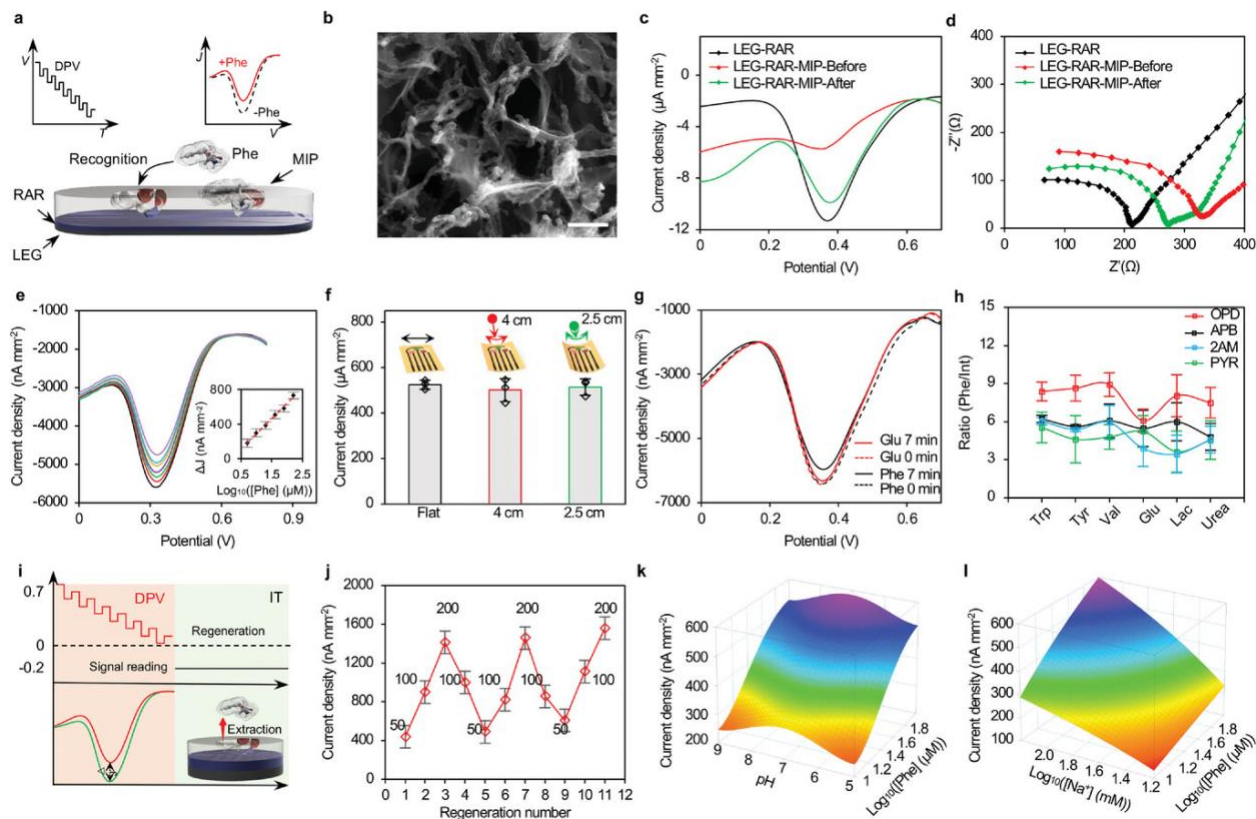 a
V
DPV
T
J
+Phe
-Phe
V
Recognition
Phe
MIP
RAR
LEG
b
c
LEG-RAR
LEG-RAR-MIP-Before
LEG-RAR-MIP-After
Current density (µA mm⁻²)
0
-4
-8
-12
0 0.2 0.4 0.6
Potential (V)
d
LEG-RAR
LEG-RAR-MIP-Before
LEG-RAR-MIP-After
-Z''(Ω)
400
300
200
100
0
0 100 200 300 400
Z'(Ω)
e
Current density (nA mm⁻²)
-1000
-2000
-3000
-4000
-5000
-6000
0 0.3 0.6 0.9
Potential (V)
ΔJ (nA mm⁻²)
800
400
0
0.5 1.5 2.5
Log₁₀([Phe] (µM))
f
Current density (µA mm⁻²)
800
600
400
200
0
4 cm
2.5 cm
Flat 4 cm 2.5 cm
g
Current density (nA mm⁻²)
-1000
-3000
-5000
-7000
0 0.2 0.4 0.6
Potential (V)
Glu 7 min
Glu 0 min
Phe 7 min
Phe 0 min
h
Ratio (Phe/Int)
15
12
9
6
3
0
OPD
APB
2AM
PYR
Trp Tyr Val Glu Lac Urea
i
0.7
0
-0.2
DPV
IT
Regeneration
Signal reading
Extraction
j
Current density (nA mm⁻²)
2000
1600
1200
800
400
0
50 100 200 100 50 100 200 100 50 100 200
0 1 2 3 4 5 6 7 8 9 10 11 12
Regeneration number
k
Current density (nA mm⁻²)
600
500
400
300
200
9 8 7 6 5
pH
1 1.2 1.4 1.6 1.8
Log₁₀([Phe] (µM))
l
Current density (nA mm⁻²)
600
500
400
300
200
100
2.0 1.8 1.6 1.4 1.2
Log₁₀([Na⁺] (mM))
1 1.2 1.4 1.6 1.8
Log₁₀([Phe] (µM))